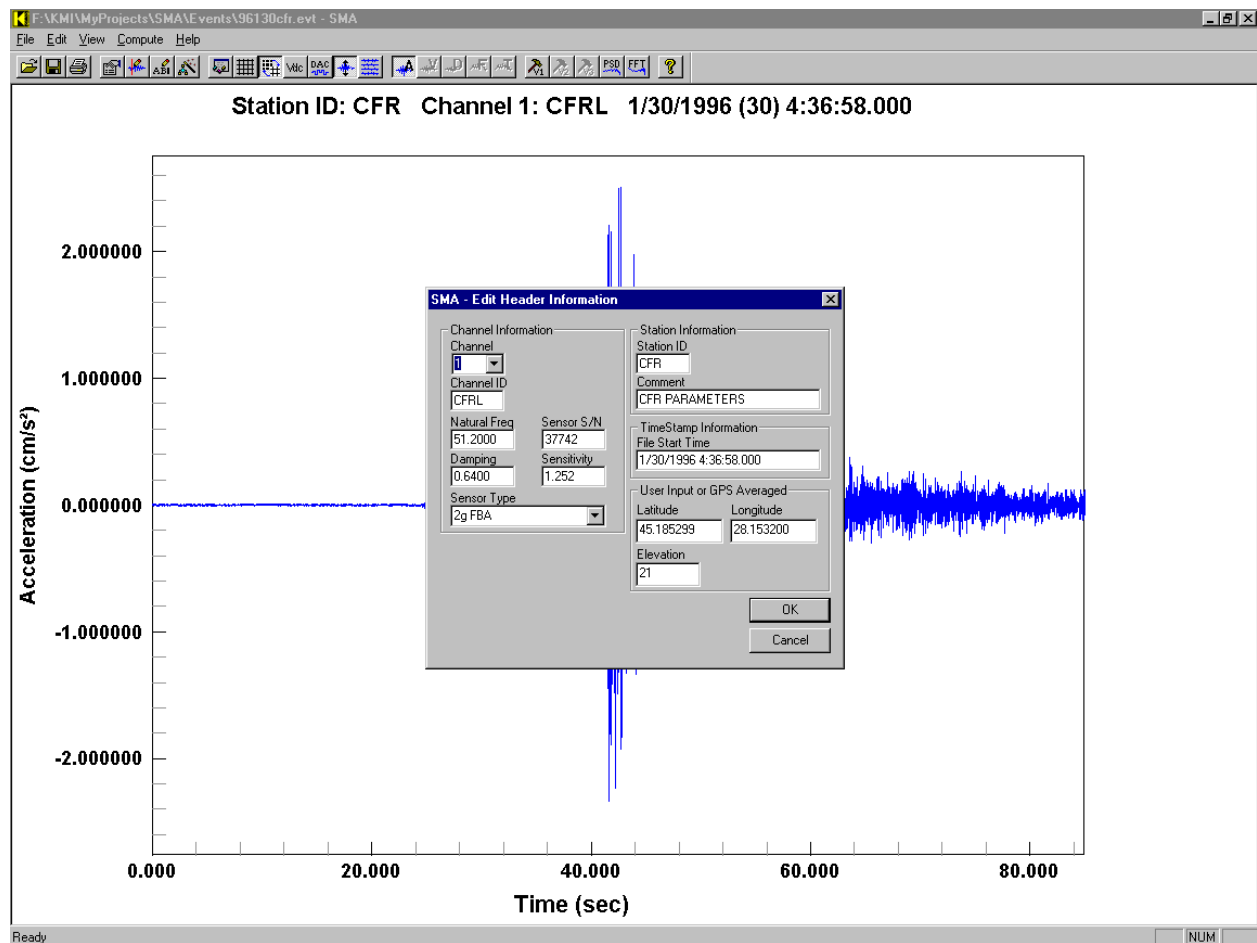 F:\KMI\MyProjects\SMA\Events\96130cfr.evt - SMA
File Edit View Compute Help
ABI Vdc DAC A V D F T V1 V2 V3 PSD FFT ?
Station ID: CFR Channel 1: CFRL 1/30/1996 (30) 4:36:58.000
2.000000
1.000000
0.000000
-1.000000
-2.000000
Acceleration (cm/s²)
0.000 20.000 40.000 60.000 80.000
Time (sec)
SMA - Edit Header Information
Channel Information
Channel
1
Channel ID
CFRL
Natural Freq Sensor S/N
51.2000 37742
Damping Sensitivity
0.6400 1.252
Sensor Type
2g FBA
Station Information
Station ID
CFR
Comment
CFR PARAMETERS
TimeStamp Information
File Start Time
1/30/1996 4:36:58.000
User Input or GPS Averaged
Latitude Longitude
45.185299 28.153200
Elevation
21
OK
Cancel
Ready NUM